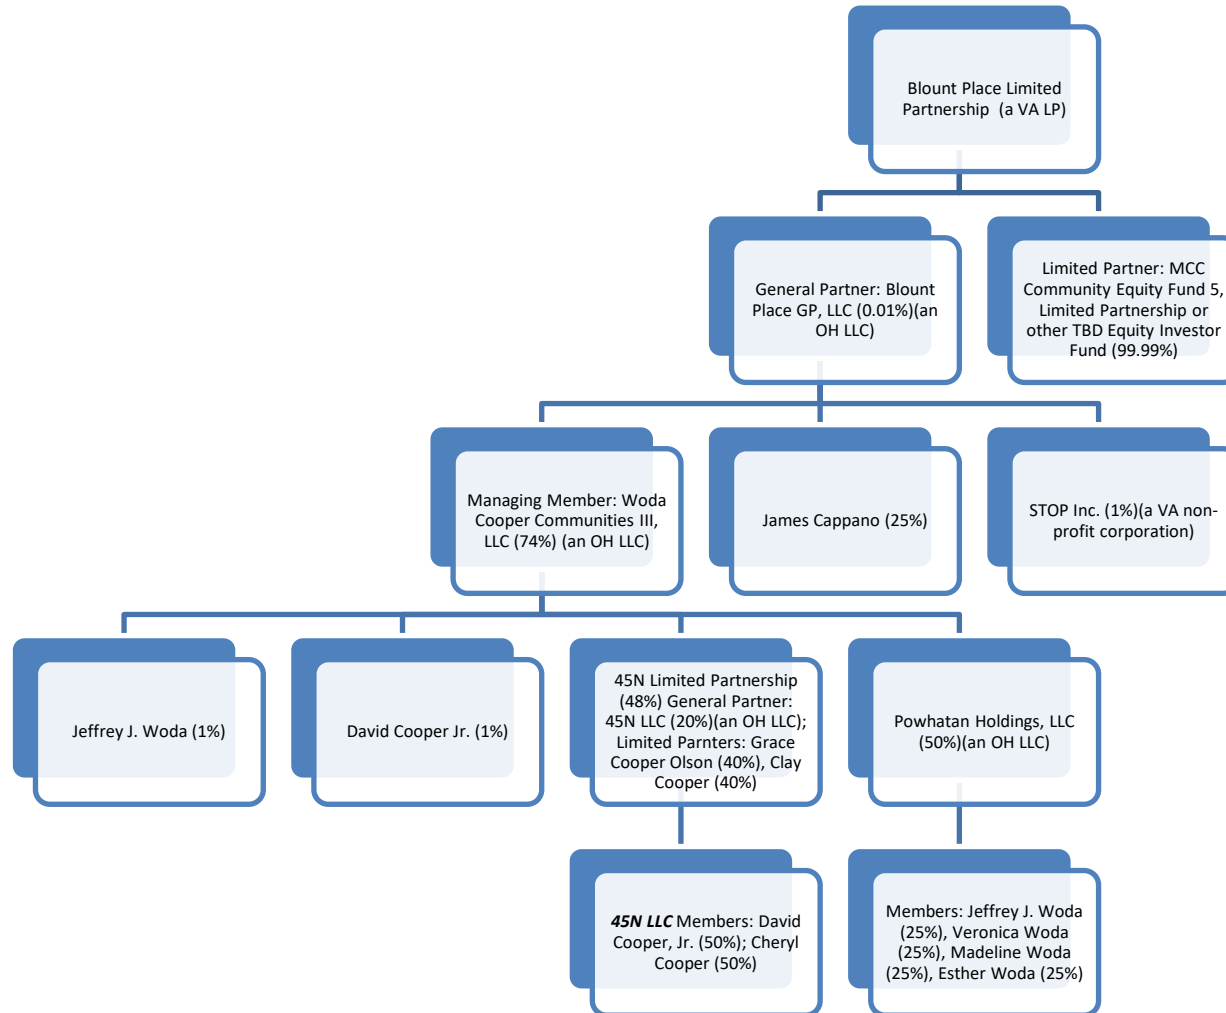 Blount Place Limited
Partnership  (a VA LP)
General Partner: Blount
Place GP, LLC (0.01%)(an
OH LLC)
Limited Partner: MCC
Community Equity Fund 5,
Limited Partnership or
other TBD Equity Investor
Fund (99.99%)
Managing Member: Woda
Cooper Communities III,
LLC (74%) (an OH LLC)
James Cappano (25%)
STOP Inc. (1%)(a VA non-
profit corporation)
Jeffrey J. Woda (1%)
David Cooper Jr. (1%)
45N Limited Partnership
(48%) General Partner:
45N LLC (20%)(an OH LLC);
Limited Parnters: Grace
Cooper Olson (40%), Clay
Cooper (40%)
Powhatan Holdings, LLC
(50%)(an OH LLC)
45N LLC Members: David
Cooper, Jr. (50%); Cheryl
Cooper (50%)
Members: Jeffrey J. Woda
(25%), Veronica Woda
(25%), Madeline Woda
(25%), Esther Woda (25%)